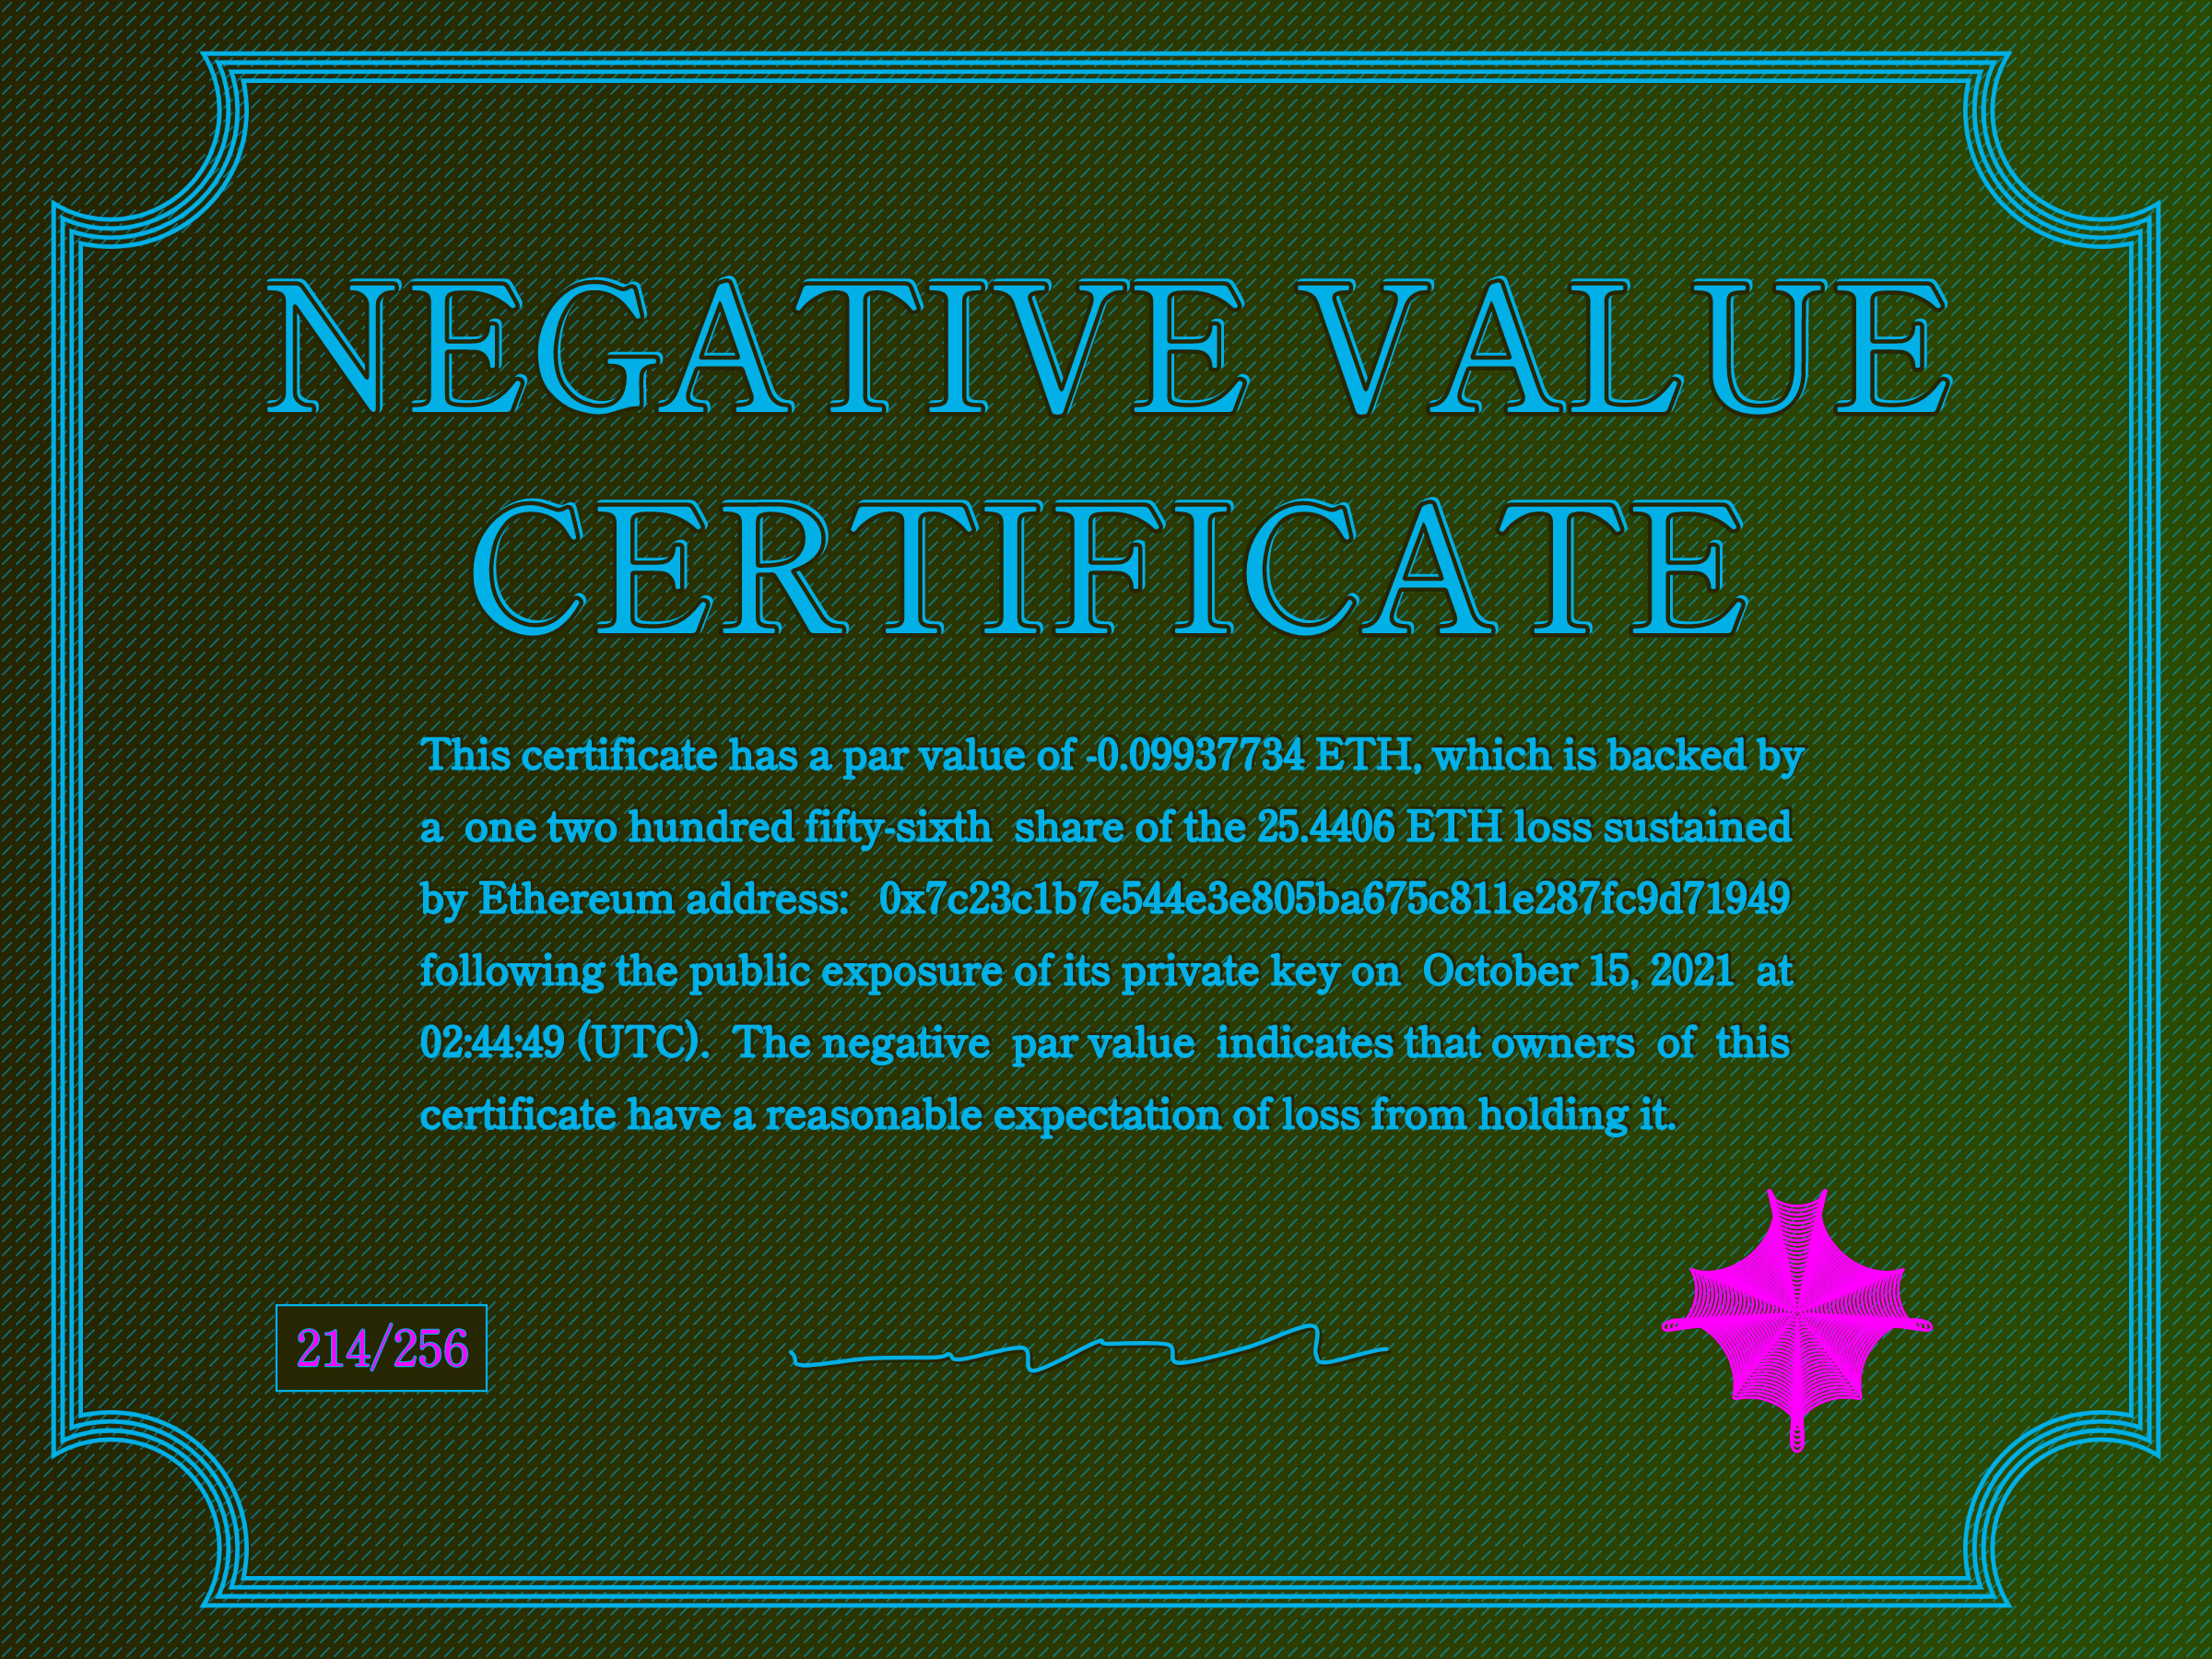 NEGATIVE VALUE
CERTIFICATE
This certificate has a par value of -0.09937734 ETH, which is backed by
a one two hundred fifty-sixth share of the 25.4406 ETH loss sustained
by Ethereum address: 0x7c23c1b7e544e3e805ba675c811e287fc9d71949
following the public exposure of its private key on October 15, 2021 at
02:44:49 (UTC). The negative par value indicates that owners of this
certificate have a reasonable expectation of loss from holding it.
214/256